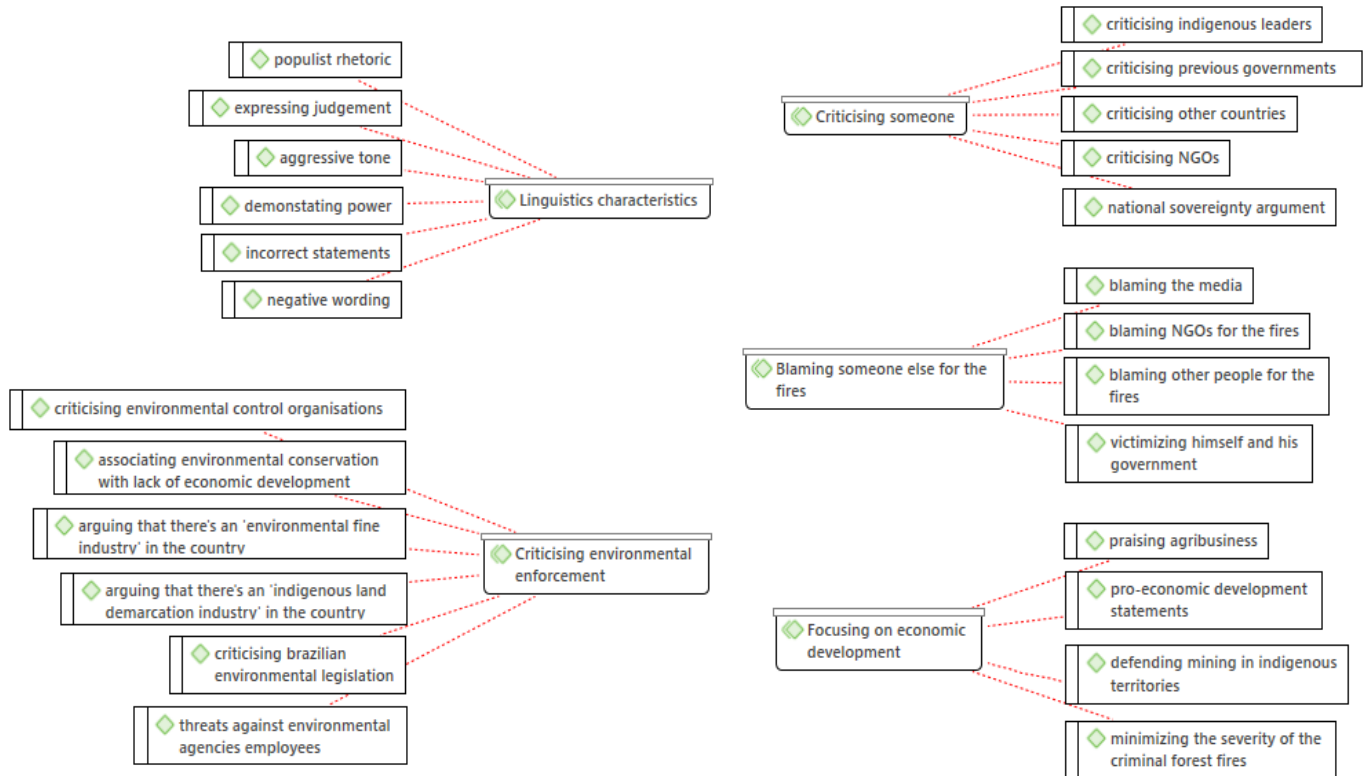 populist rhetoric
expressing judgement
aggressive tone
demonstating power
incorrect statements
negative wording
Linguistics characteristics
criticising environmental control organisations
associating environmental conservation
with lack of economic development
arguing that there's an 'environmental fine
industry' in the country
arguing that there's an 'indigenous land
demarcation industry' in the country
criticising brazilian
environmental legislation
threats against environmental
agencies employees
Criticising environmental
enforcement
Criticising someone
criticising indigenous leaders
criticising previous governments
criticising other countries
criticising NGOs
national sovereignty argument
Blaming someone else for the
fires
blaming the media
blaming NGOs for the fires
blaming other people for the
fires
victimizing himself and his
government
Focusing on economic
development
praising agribusiness
pro-economic development
statements
defending mining in indigenous
territories
minimizing the severity of the
criminal forest fires